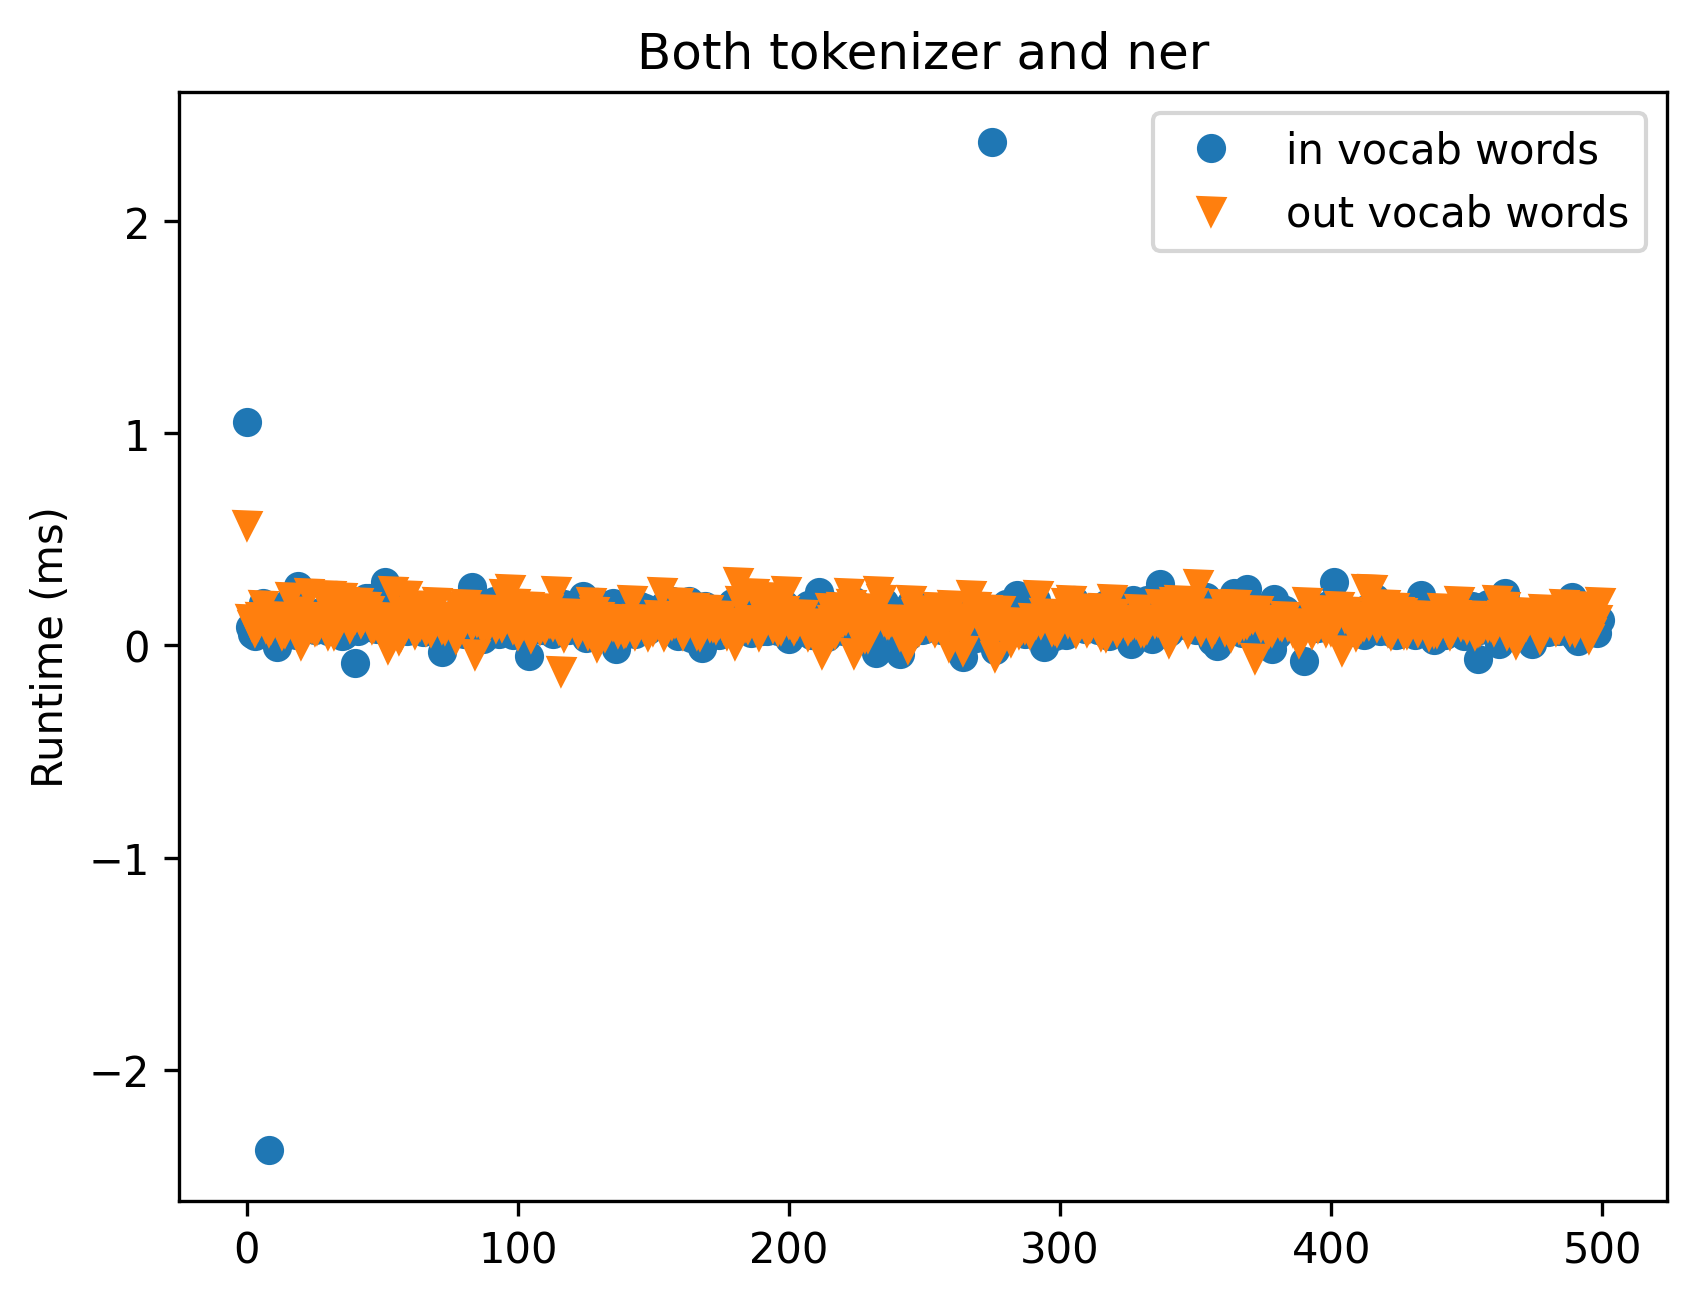 Both tokenizer and ner
in vocab words
out vocab words
Runtime (ms)
2
1
0
−1
−2
0 100 200 300 400 500